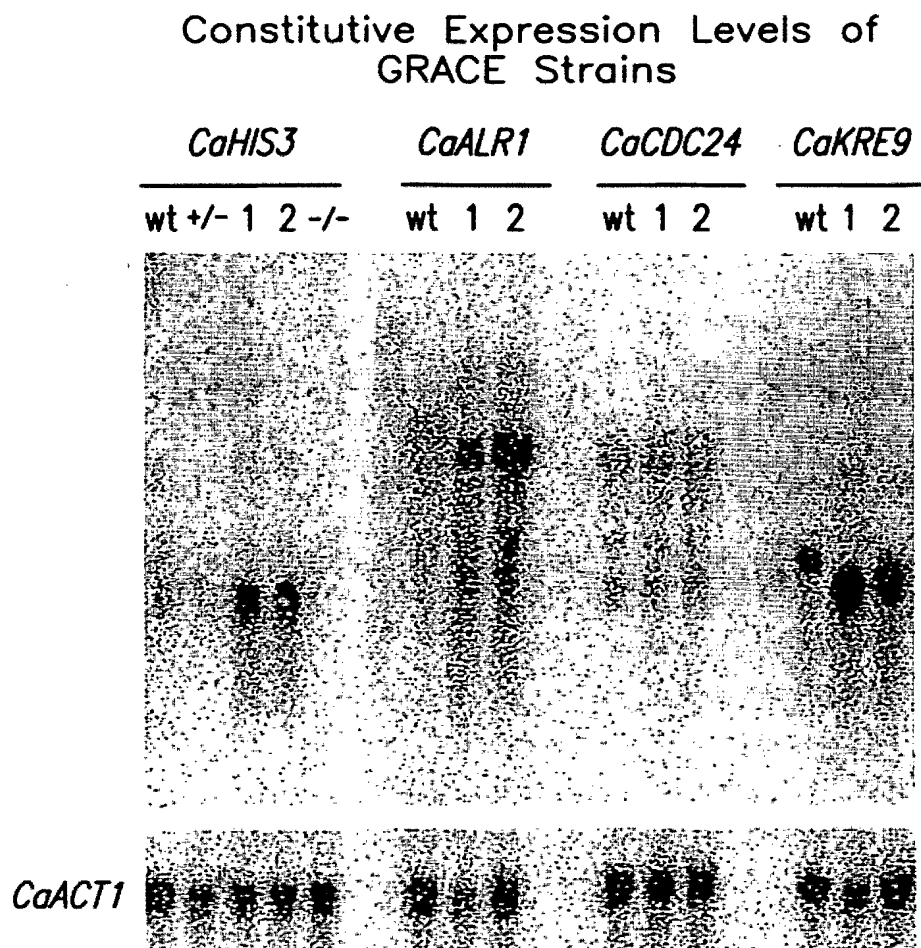 Constitutive Expression Levels of
GRACE Strains
CaHIS3 CaALR1 CaCDC24 CaKRE9
wt +/- 1 2 -/- wt 1 2 wt 1 2 wt 1 2
CaACT1